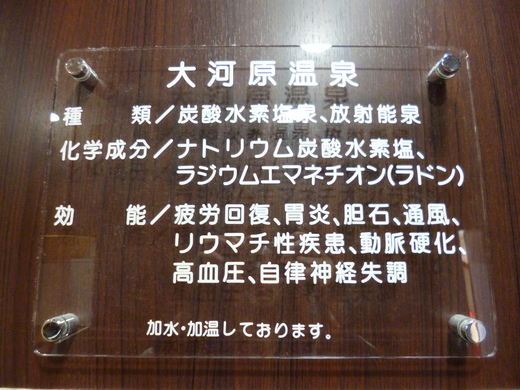 大河原温泉
種類／炭酸水素塩泉、放射能泉
化学成分／ナトリウム炭酸水素塩、
ラジウムエマネチオン(ラドン)
効能／疲労回復、胃炎、胆石、通風、
リウマチ性疾患、動脈硬化、
高血圧、自律神経失調
加水・加温しております。